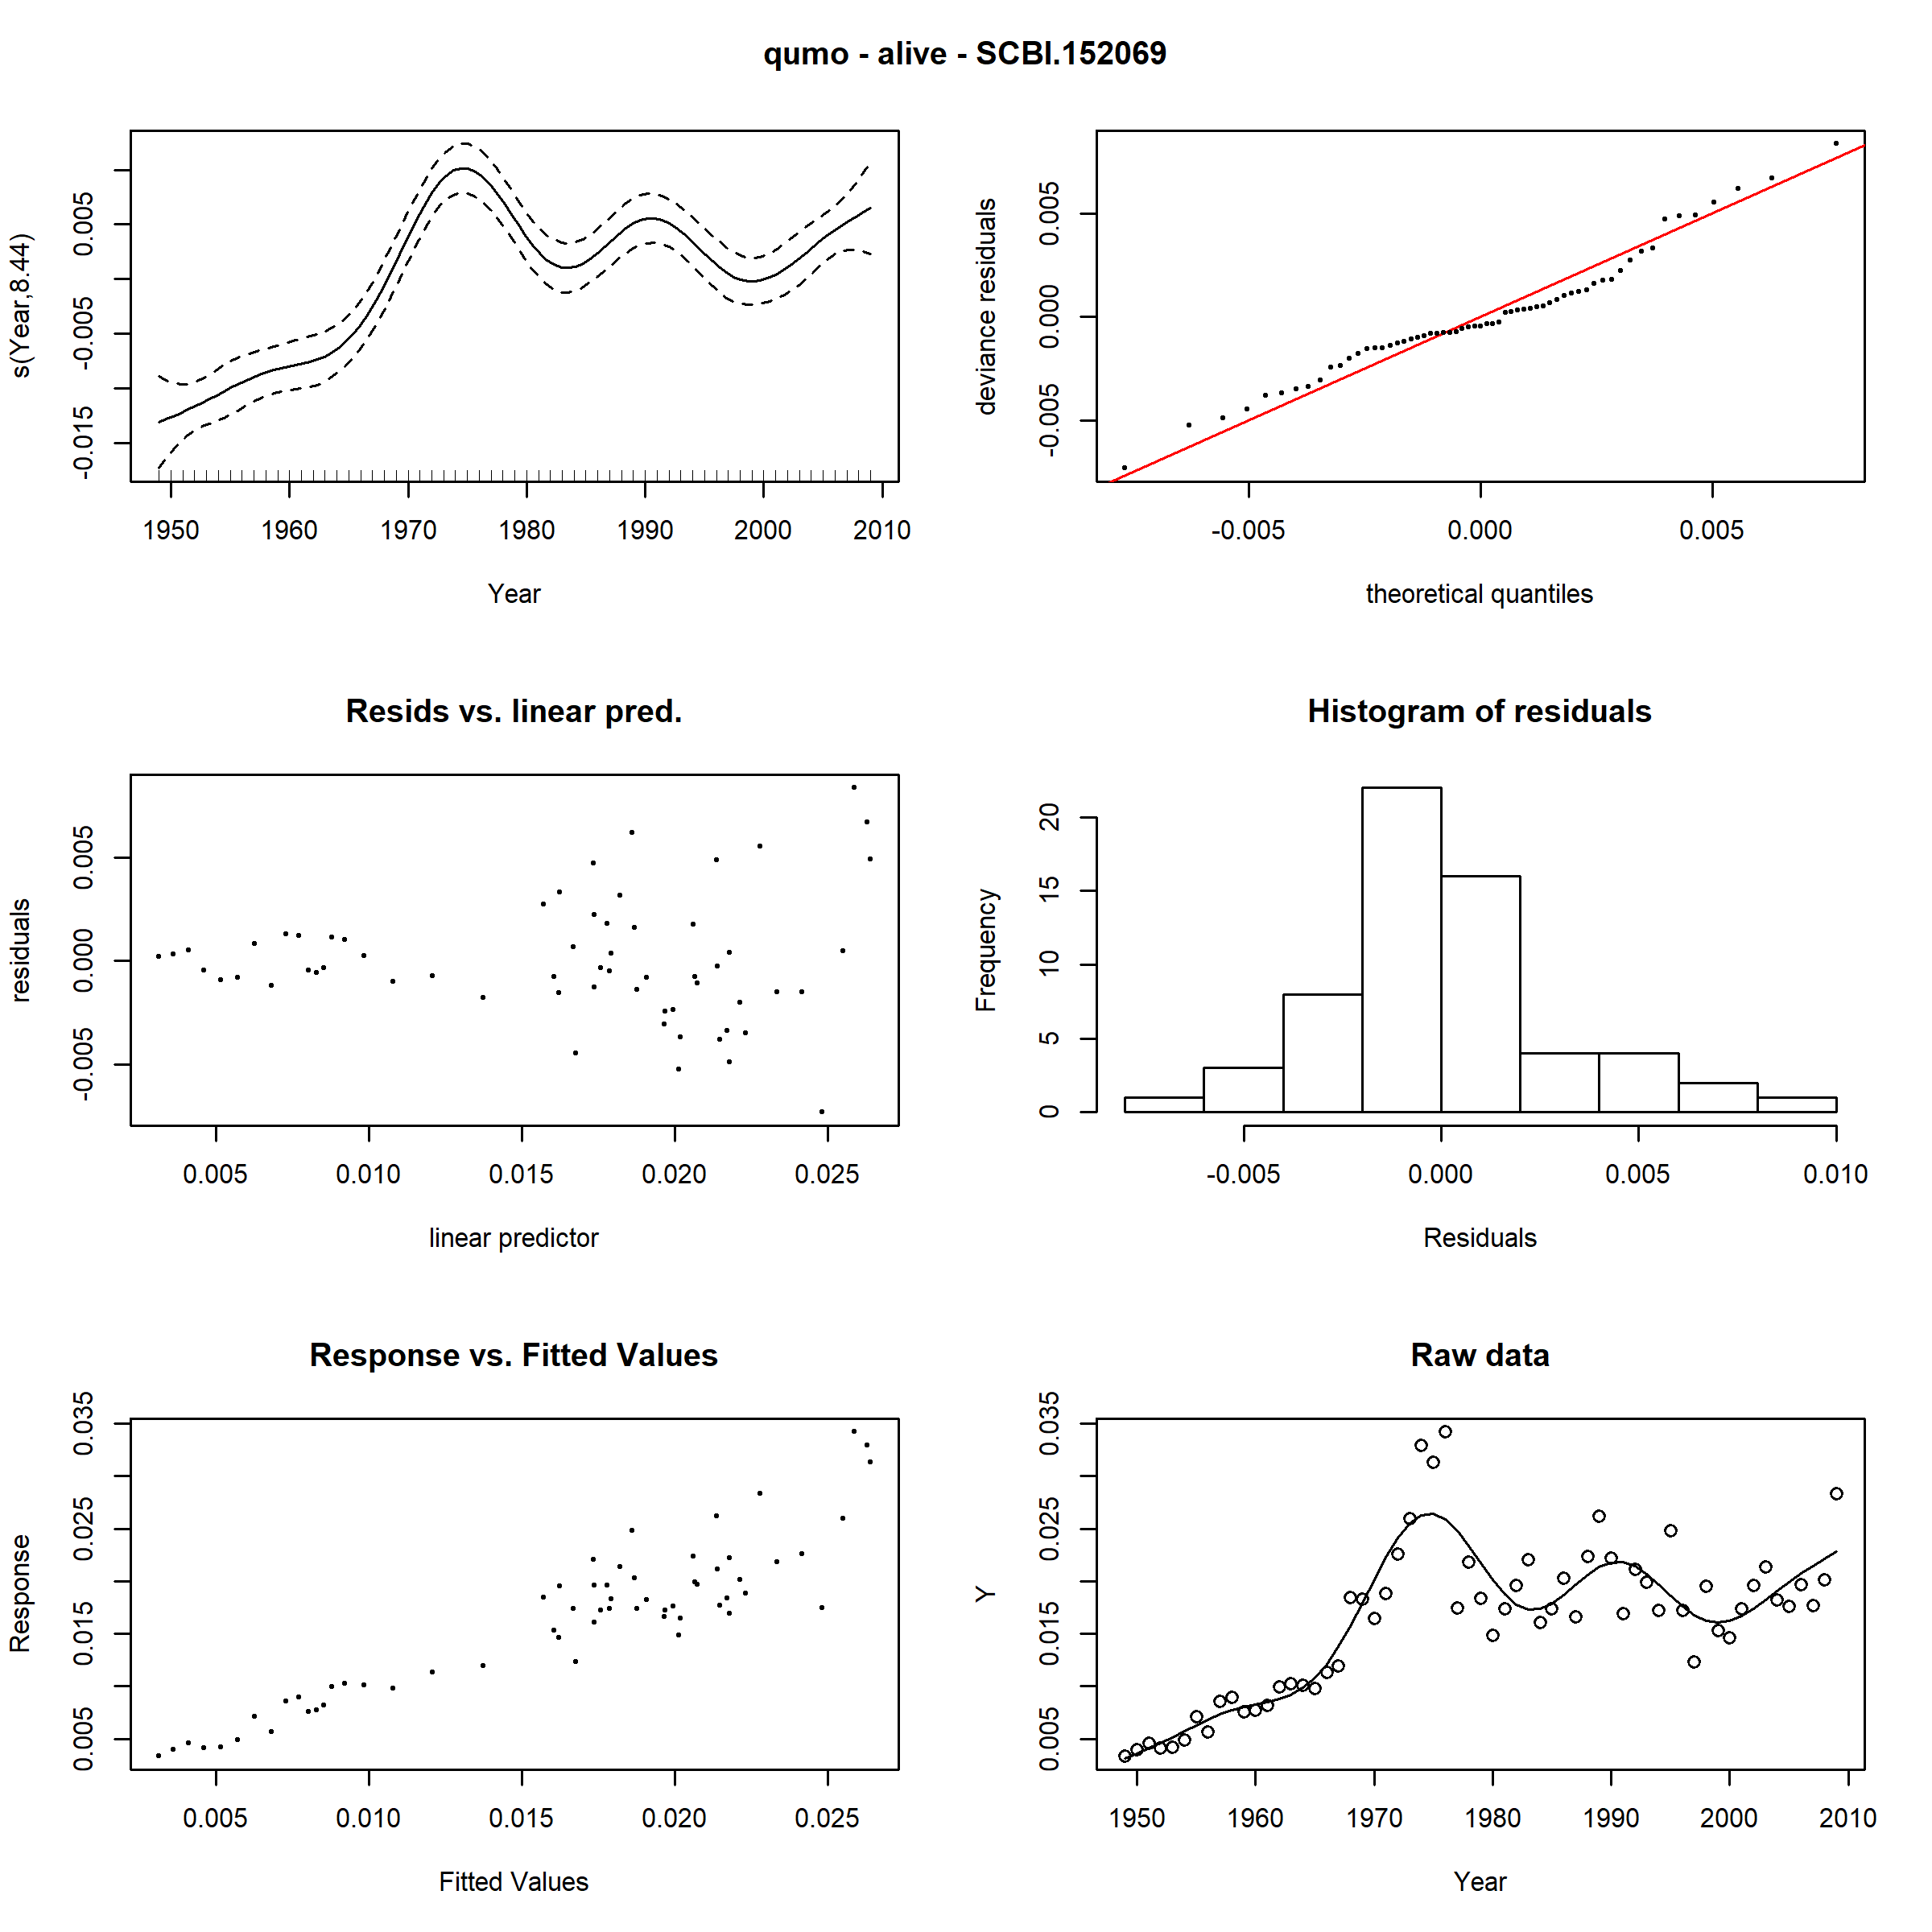 qumo - alive - SCBI.152069
s(Year,8.44)
0.005
-0.005
-0.015
1950 1960 1970 1980 1990 2000 2010
Year
deviance residuals
0.005
0.000
-0.005
-0.005 0.000 0.005
theoretical quantiles
Resids vs. linear pred.
residuals
0.005
0.000
-0.005
0.005 0.010 0.015 0.020 0.025
linear predictor
Histogram of residuals
Frequency
20
15
10
5
0
-0.005 0.000 0.005 0.010
Residuals
Response vs. Fitted Values
Response
0.035
0.025
0.015
0.005
0.005 0.010 0.015 0.020 0.025
Fitted Values
Raw data
Y
0.035
0.025
0.015
0.005
1950 1960 1970 1980 1990 2000 2010
Year